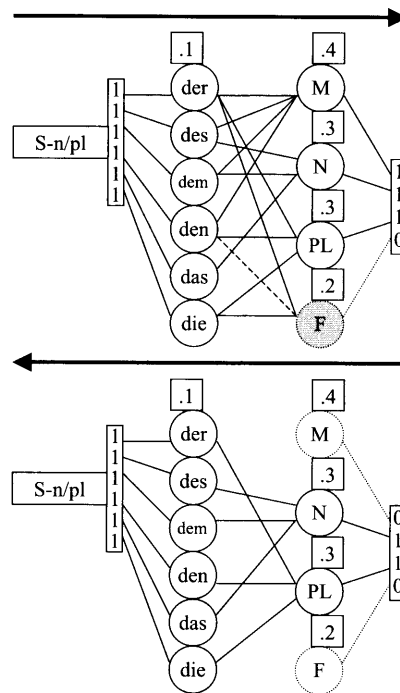 .1
.4
1
1
1
1
1
1
S-n/pl
der
des
dem
den
das
die
M
.3
N
.3
PL
.2
F
1
1
1
0
.1
.4
1
1
1
1
1
1
S-n/pl
der
des
dem
den
das
die
M
.3
N
.3
PL
.2
F
0
1
1
0